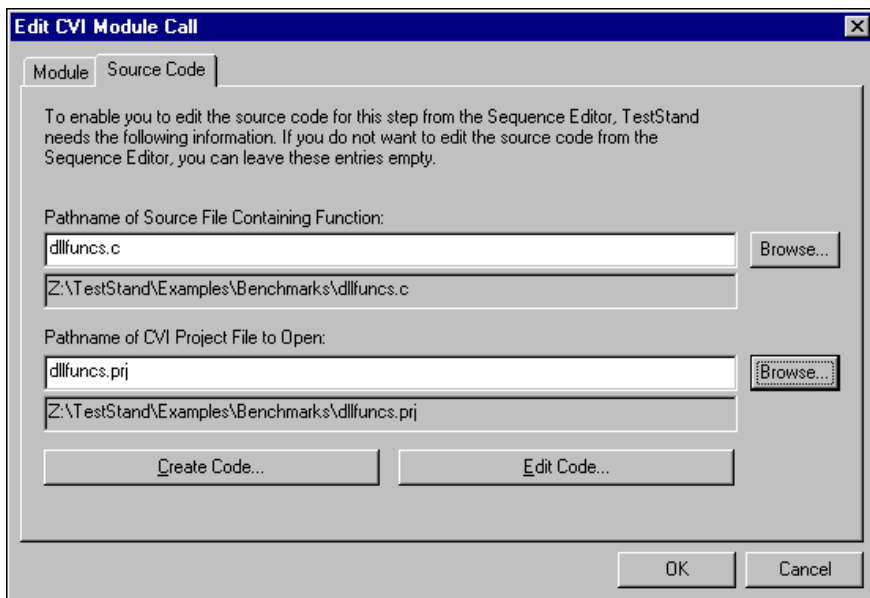 Edit CVI Module Call
Module
Source Code
To enable you to edit the source code for this step from the Sequence Editor, TestStand
needs the following information. If you do not want to edit the source code from the
Sequence Editor, you can leave these entries empty.
Pathname of Source File Containing Function:
dllfuncs.c
Browse...
Z:\TestStand\Examples\Benchmarks\dllfuncs.c
Pathname of CVI Project File to Open:
dllfuncs.prj
Browse...
Z:\TestStand\Examples\Benchmarks\dllfuncs.prj
Create Code...
Edit Code...
OK
Cancel